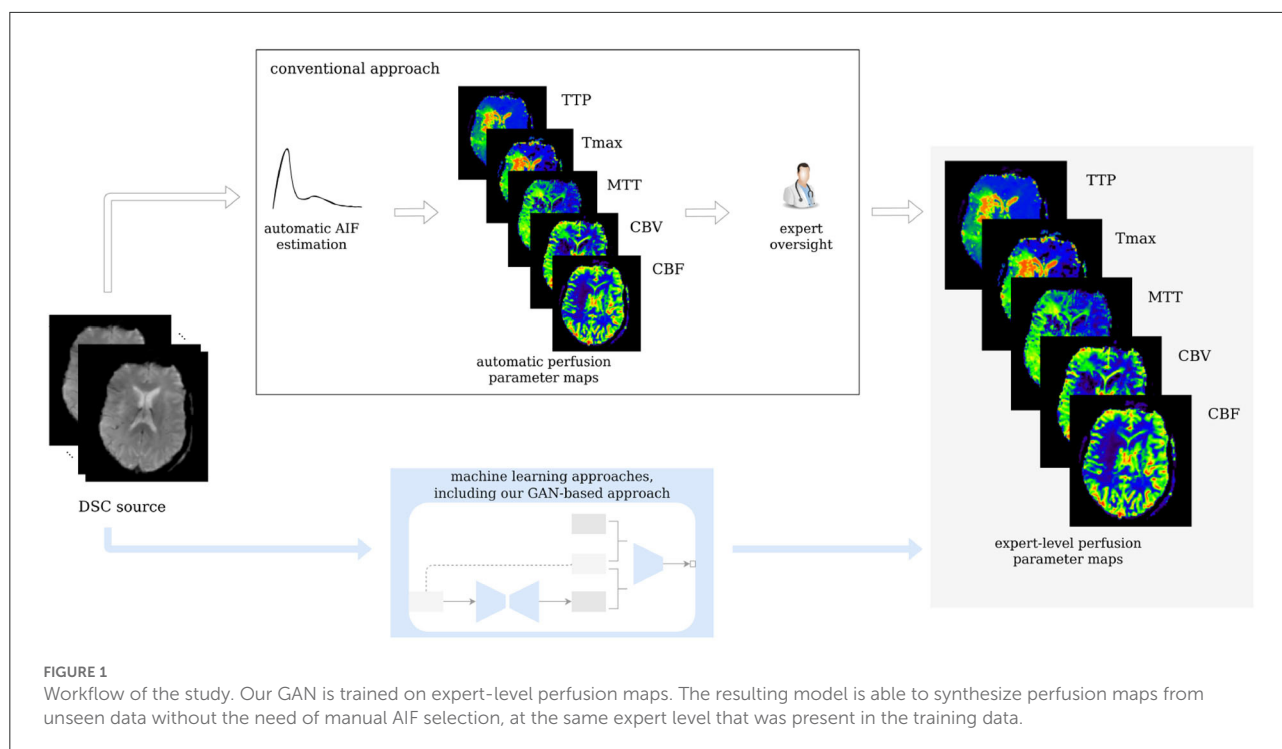 conventional approach
TTP
Tmax
MTT
CBV
CBF
automatic AIF
estimation
automatic perfusion
parameter maps
expert
oversight
DSC source
machine learning approaches,
including our GAN-based approach
TTP
Tmax
MTT
CBV
CBF
expert-level perfusion
parameter maps
FIGURE 1
Workflow of the study. Our GAN is trained on expert-level perfusion maps. The resulting model is able to synthesize perfusion maps from
unseen data without the need of manual AIF selection, at the same expert level that was present in the training data.